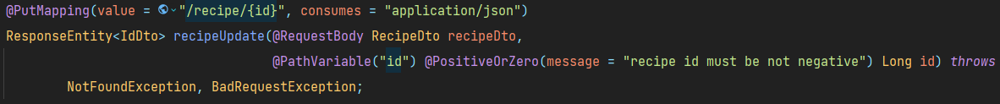 @PutMapping(value = "/recipe/{id}", consumes = "application/json")
ResponseEntity<IdDto> recipeUpdate(@RequestBody RecipeDto recipeDto,
@PathVariable("id") @PositiveOrZero(message = "recipe id must be not negative") Long id) throws
NotFoundException, BadRequestException;